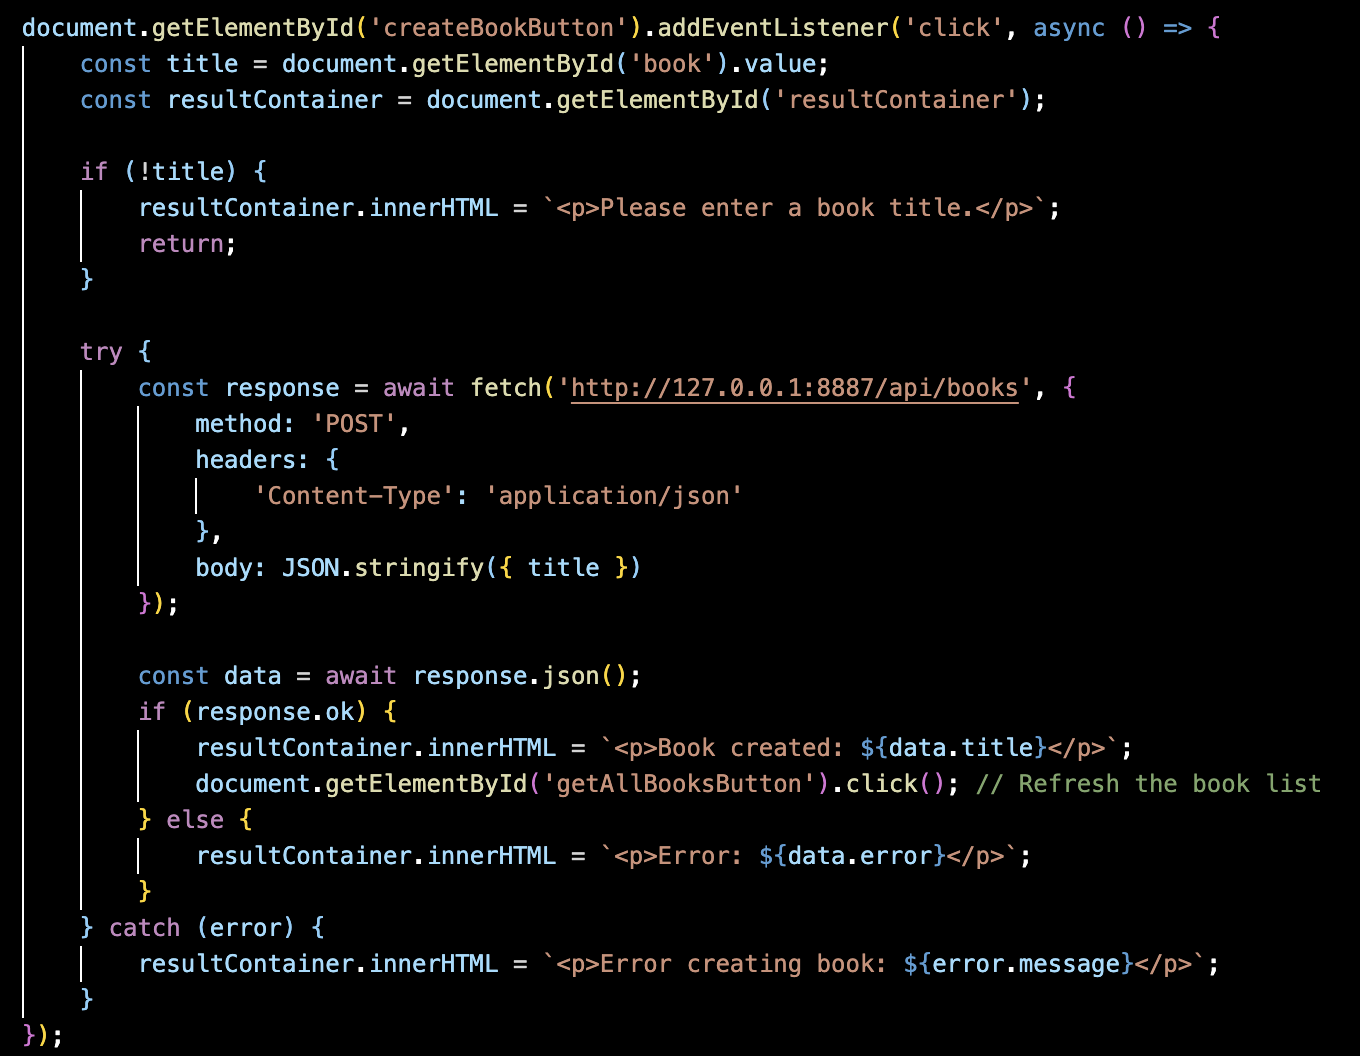 document.getElementById('createBookButton').addEventListener('click', async () => {
    const title = document.getElementById('book').value;
    const resultContainer = document.getElementById('resultContainer');

    if (!title) {
        resultContainer.innerHTML = `<p>Please enter a book title.</p>`;
        return;
    }

    try {
        const response = await fetch('http://127.0.0.1:8887/api/books', {
            method: 'POST',
            headers: {
                'Content-Type': 'application/json'
            },
            body: JSON.stringify({ title })
        });

        const data = await response.json();
        if (response.ok) {
            resultContainer.innerHTML = `<p>Book created: ${data.title}</p>`;
            document.getElementById('getAllBooksButton').click(); // Refresh the book list
        } else {
            resultContainer.innerHTML = `<p>Error: ${data.error}</p>`;
        }
    } catch (error) {
        resultContainer.innerHTML = `<p>Error creating book: ${error.message}</p>`;
    }
});